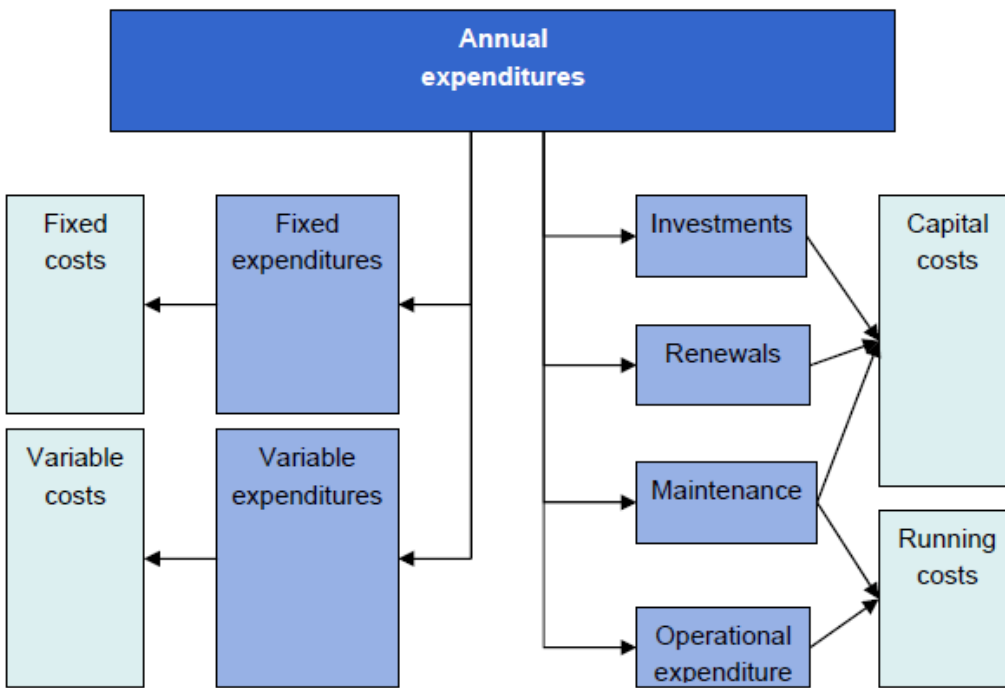 Annual
expenditures
Fixed
costs
Fixed
expenditures
Investments
Capital
costs
Renewals
Variable
costs
Variable
expenditures
Maintenance
Running
costs
Operational
expenditure